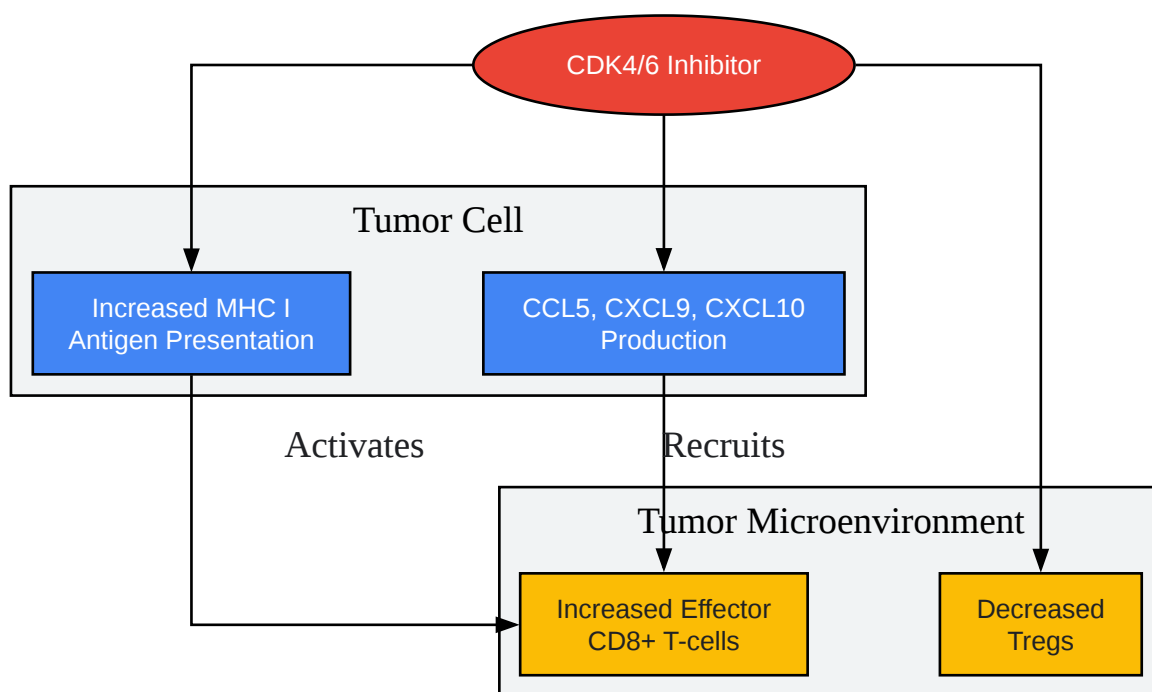 CDK4/6 Inhibitor
Tumor Cell
Increased MHC I
Antigen Presentation
CCL5, CXCL9, CXCL10
Production
Activates
Recruits
Tumor Microenvironment
Increased Effector
CD8+ T-cells
Decreased
Tregs